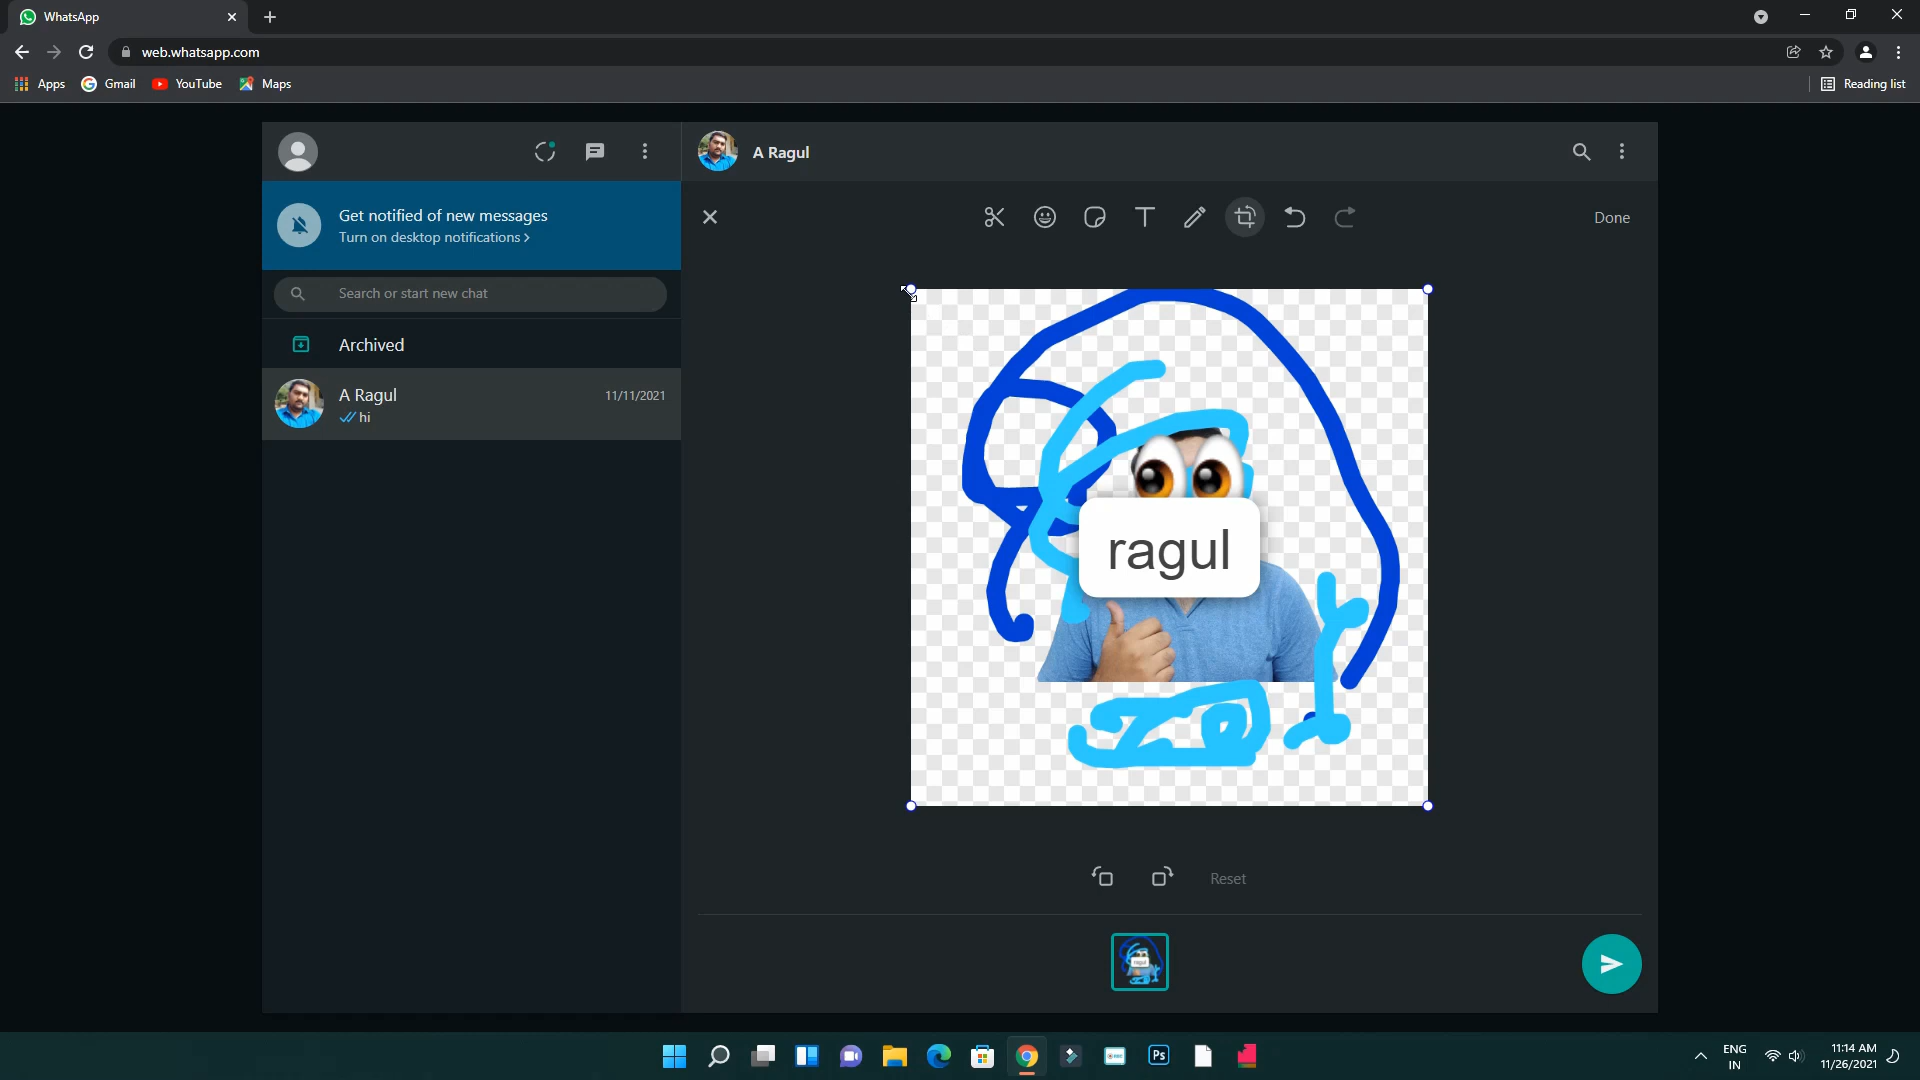 WhatsApp
web.whatsapp.com
Apps
Gmail
YouTube
Maps
Reading list
A Ragul
Get notified of new messages
Turn on desktop notifications >
Done
Search or start new chat
Archived
A Ragul
11/11/2021
hi
ragul
Reset
Ps
ENG
IN
11:14 AM
11/26/2021